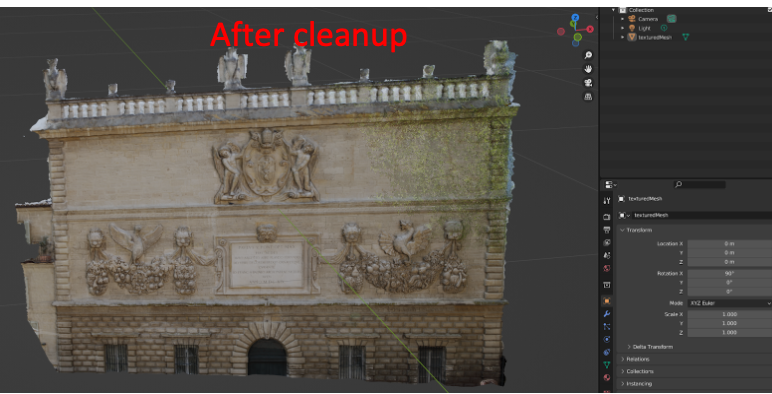 After cleanup
Collection
Camera
Light
texturedMesh
texturedMesh
texturedMesh
Transform
Location X 0 m
Y 0 m
Z 0 m
Rotation X 90°
Y 0°
Z 0°
Mode XYZ Euler
Scale X 1.000
Y 1.000
Z 1.000
Delta Transform
Relations
Collections
Instancing